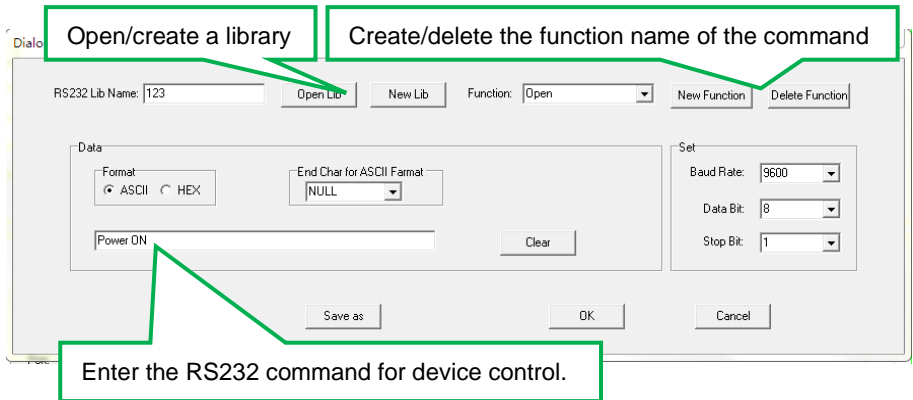 Open/create a library
Create/delete the function name of the command
Dialo
RS232 Lib Name: 123 Open Lib New Lib Function: Open New Function Delete Function
Data
Set
Format
End Char for ASCII Farmat
Baud Rate: 9600
ASCII HEX
NULL
Data Bit: 8
Power ON
Clear
Stop Bit: 1
Save as OK Cancel
Enter the RS232 command for device control.